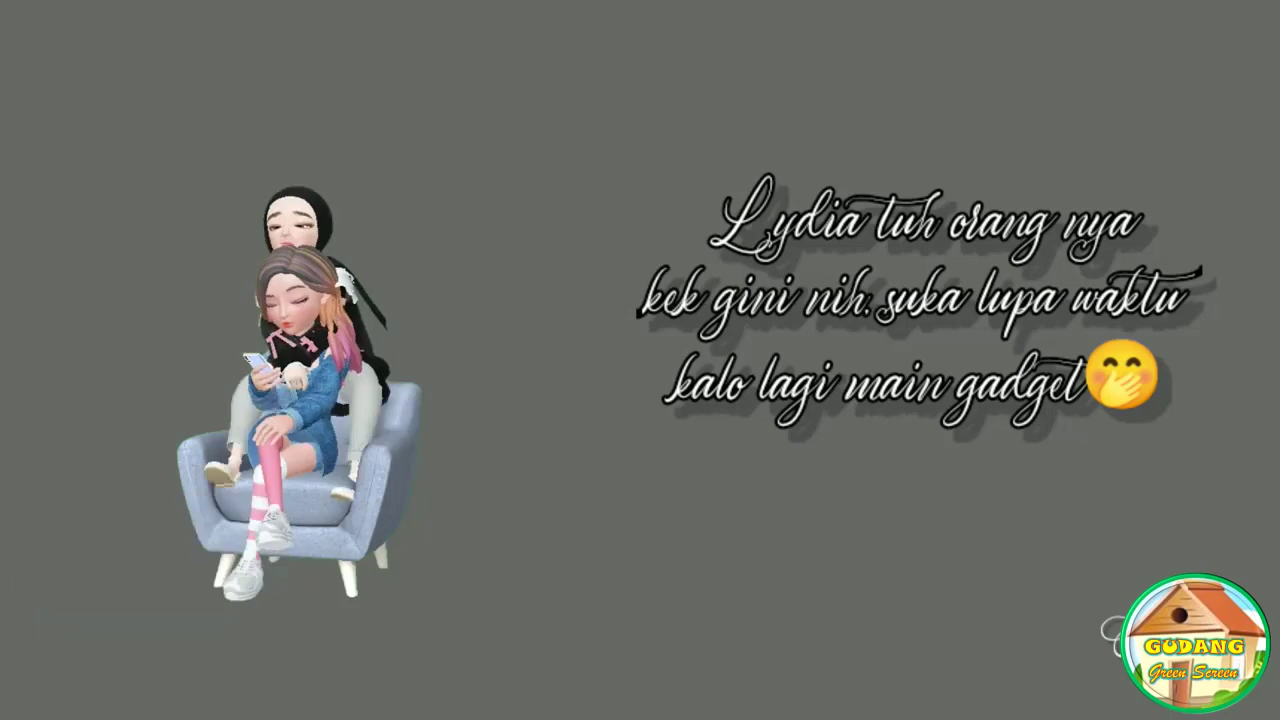 Lydia tuh orang nya
kek gini nih, suka lupa waktu
kalo lagi main gadget🤭
GUDANG
Green Screen